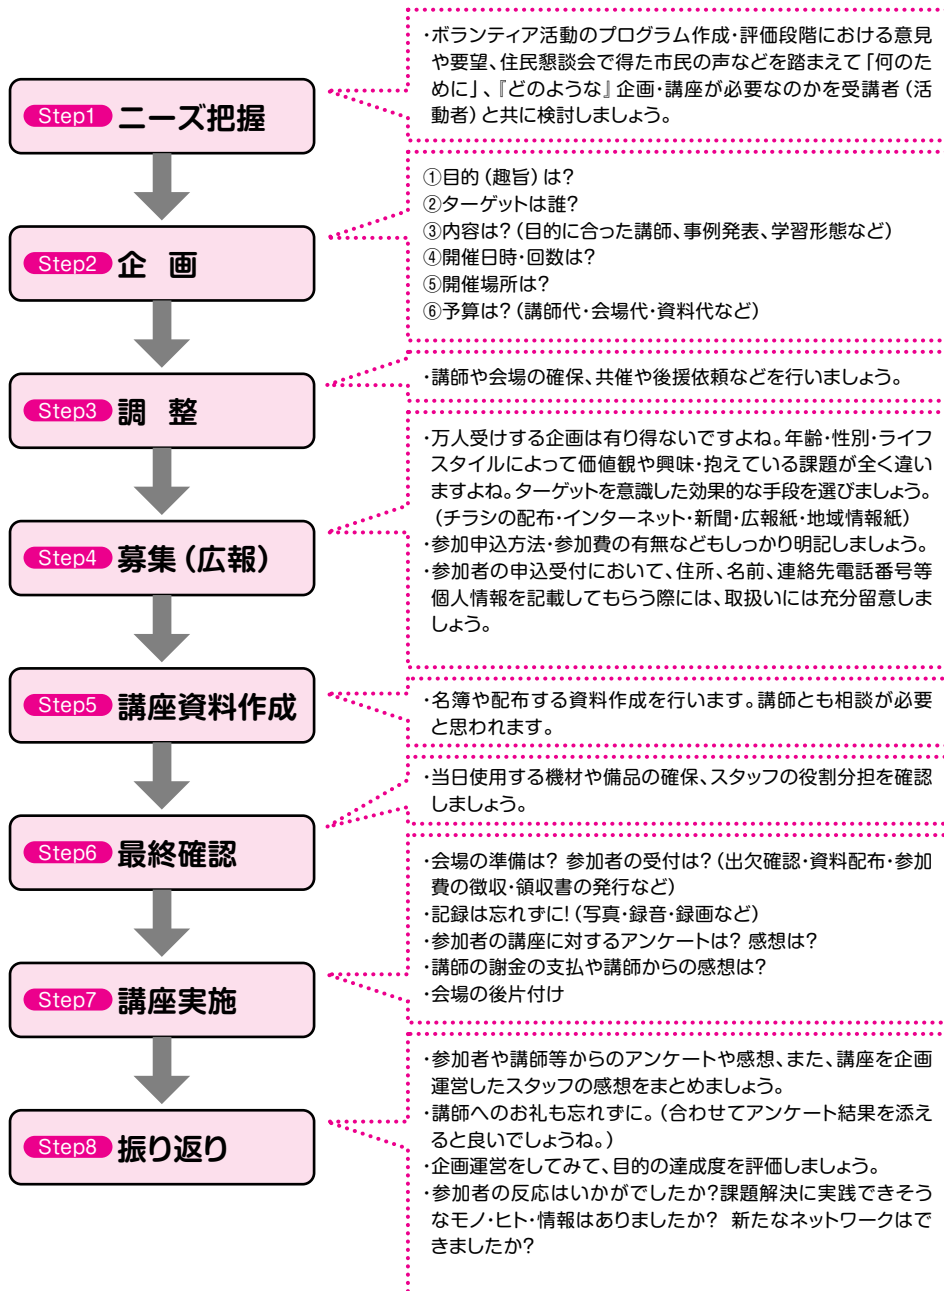 ・ボランティア活動のプログラム作成・評価段階における意見
や要望、住民懇談会で得た市民の声などを踏まえて「何のた
めに」、『どのような』企画・講座が必要なのかを受講者（活
動者）と共に検討しましょう。
Step1 ニーズ把握
①目的（趣旨）は？
②ターゲットは誰？
③内容は？（目的に合った講師、事例発表、学習形態など）
④開催日時・回数は？
⑤開催場所は？
⑥予算は？（講師代・会場代・資料代など）
Step2 企　画
・講師や会場の確保、共催や後援依頼などを行いましょう。
Step3 調　整
・万人受けする企画は有り得ないですよね。年齢・性別・ライフ
スタイルによって価値観や興味・抱えている課題が全く違い
ますよね。ターゲットを意識した効果的な手段を選びましょう。
（チラシの配布・インターネット・新聞・広報紙・地域情報紙）
・参加申込方法・参加費の有無などもしっかり明記しましょう。
・参加者の申込受付において、住所、名前、連絡先電話番号等
個人情報を記載してもらう際には、取扱いには充分留意しま
しょう。
Step4 募集（広報）
・名簿や配布する資料作成を行います。講師とも相談が必要
と思われます。
Step5 講座資料作成
・当日使用する機材や備品の確保、スタッフの役割分担を確認
しましょう。
Step6 最終確認
・会場の準備は？ 参加者の受付は？（出欠確認・資料配布・参加
費の徴収・領収書の発行など）
・記録は忘れずに！（写真・録音・録画など）
・参加者の講座に対するアンケートは？ 感想は？
・講師の謝金の支払や講師からの感想は？
・会場の後片付け
Step7 講座実施
・参加者や講師等からのアンケートや感想、また、講座を企画
運営したスタッフの感想をまとめましょう。
・講師へのお礼も忘れずに。（合わせてアンケート結果を添え
ると良いでしょうね。）
・企画運営をしてみて、目的の達成度を評価しましょう。
・参加者の反応はいかがでしたか？課題解決に実践できそう
なモノ・ヒト・情報はありましたか？ 新たなネットワークはで
きましたか？
Step8 振り返り